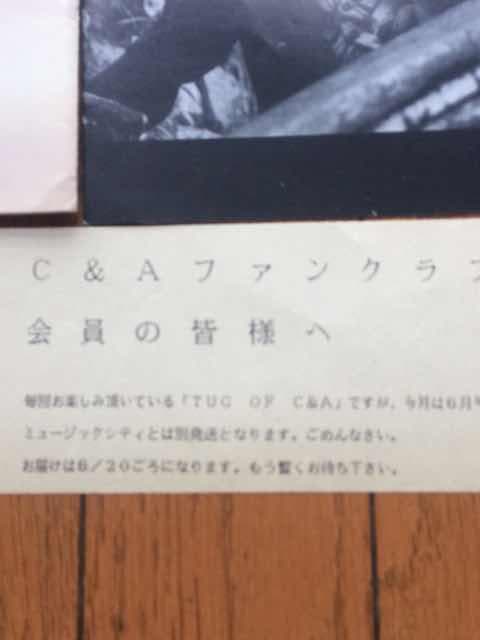 C&Aファンクラブ
会員の皆様へ
毎回お楽しみ頂いている「TUG OF C&A」ですが、今月は6月号
ミュージックシティとは別発送となります。ごめんなさい。
お届けは6/20ごろになります。もう暫くお待ち下さい。